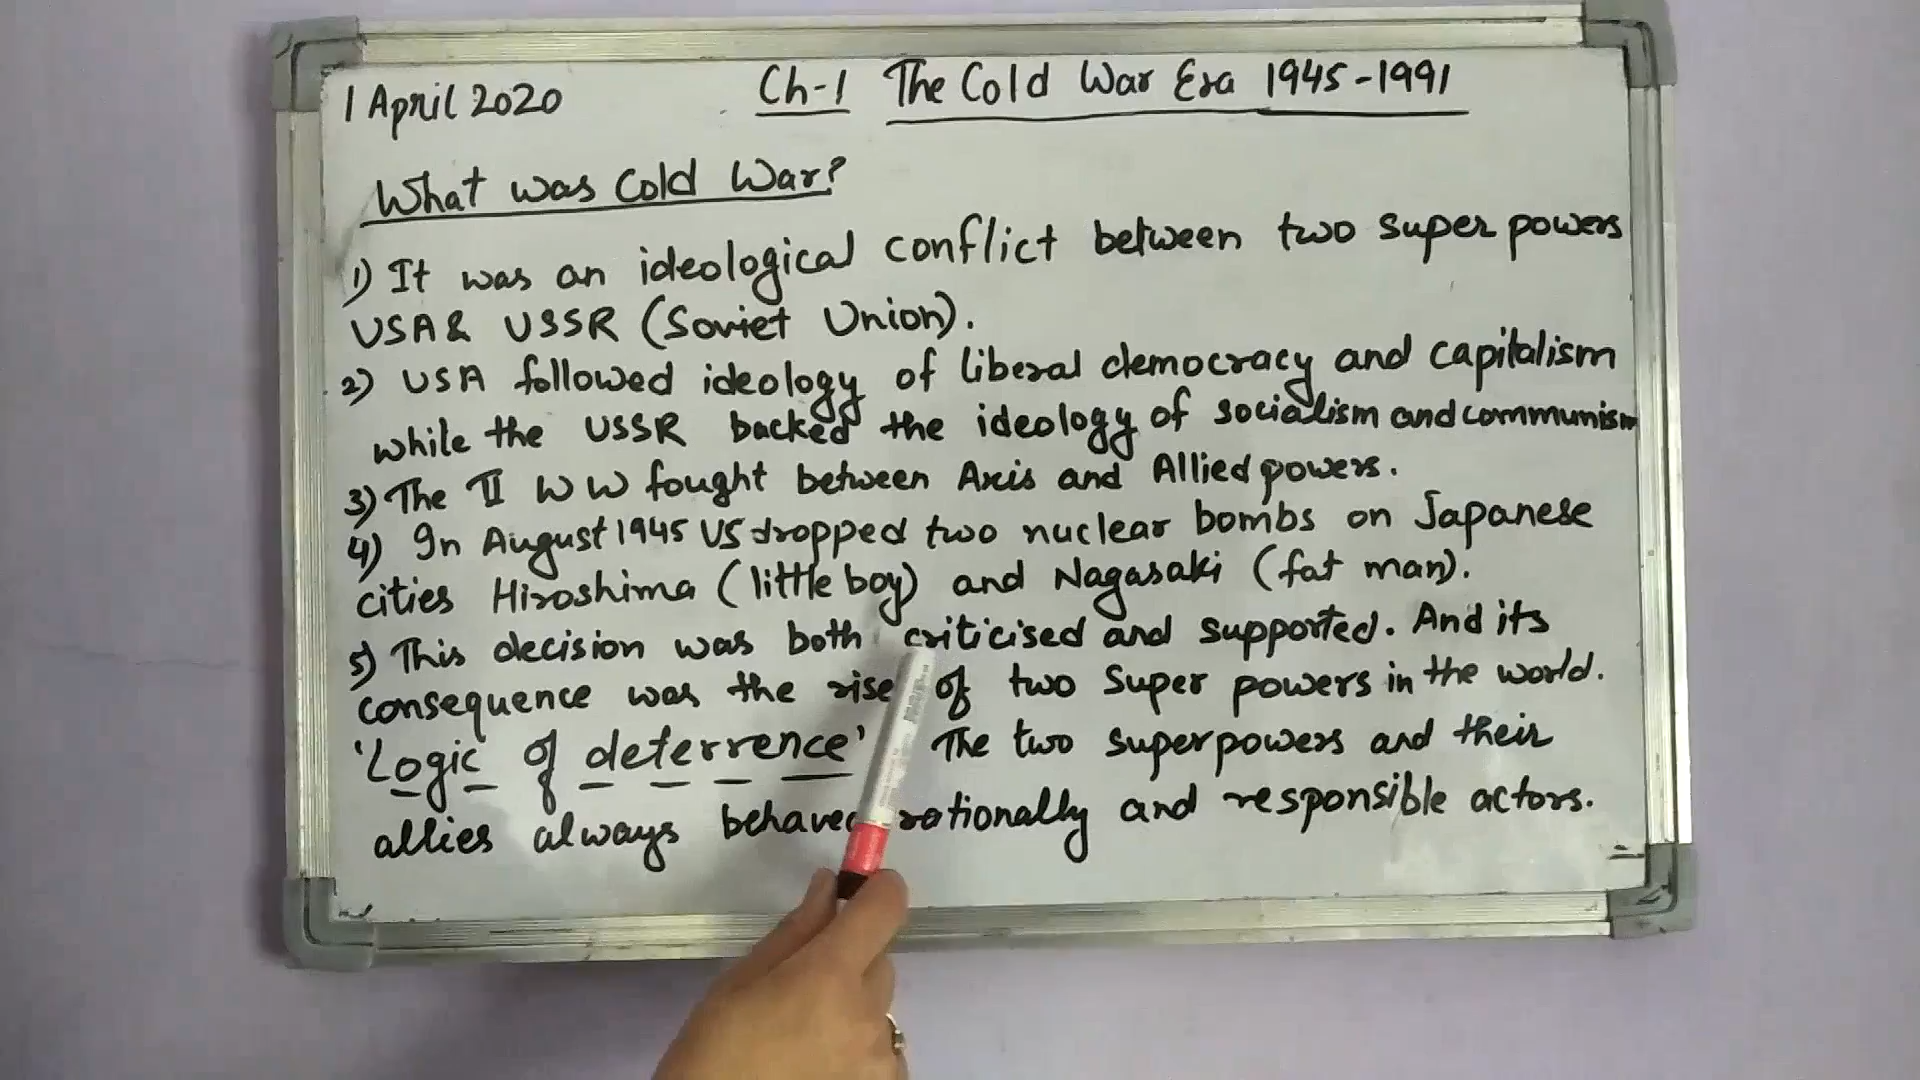 1 April 2020
Ch-1 The Cold War Era 1945-1991
What was Cold War?
1) It was an ideological conflict between two super powers
USA & USSR (Soviet Union).
2) USA followed ideology of liberal democracy and capitalism
while the USSR backed the ideology of socialism and communism
3) The II WW fought between Axis and Allied powers.
4) In August 1945 US dropped two nuclear bombs on Japanese
cities Hiroshima (little boy) and Nagasaki (fat man).
5) This decision was both criticised and supported. And its
consequence was the rise of two Super powers in the world.
'Logic of deterrence' The two superpowers and their
allies always behaved rationally and responsible actors.